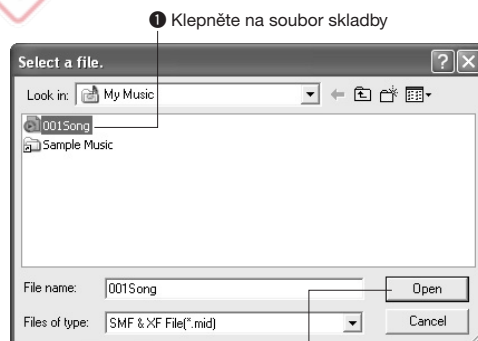 ❶ Klepněte na soubor skladby
Select a file.
Look in: My Music
001Song
Sample Music
File name: 001Song Open
Files of type: SMF & XF File(*.mid) Cancel